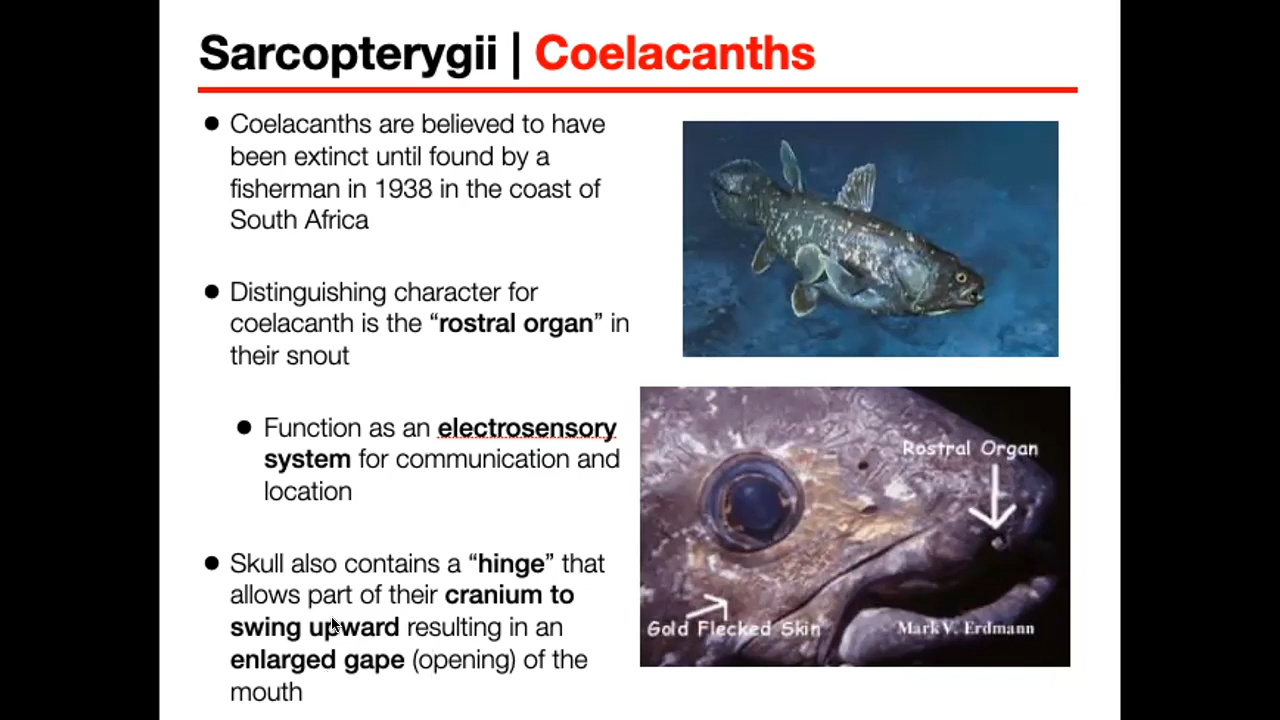 Sarcopterygii | Coelacanths
● Coelacanths are believed to have
been extinct until found by a
fisherman in 1938 in the coast of
South Africa
● Distinguishing character for
coelacanth is the “rostral organ” in
their snout
● Function as an electrosensory
system for communication and
location
● Skull also contains a “hinge” that
allows part of their cranium to
swing upward resulting in an
enlarged gape (opening) of the
mouth
Rostral Organ
Gold Flecked Skin
Mark V. Erdmann